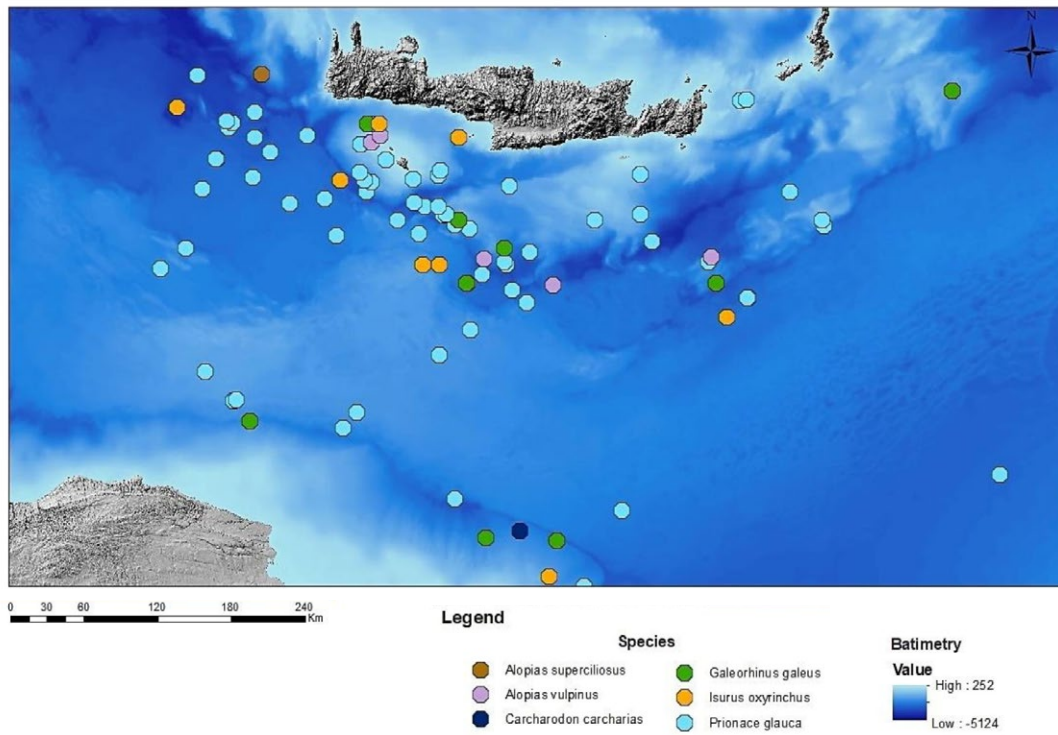 N
0 30 60 120 180 240
Km
Legend
Species
Alopias superciliosus
Alopias vulpinus
Carcharodon carcharias
Galeorhinus galeus
Isurus oxyrinchus
Prionace glauca
Batimetry
Value
High : 252
Low : -5124